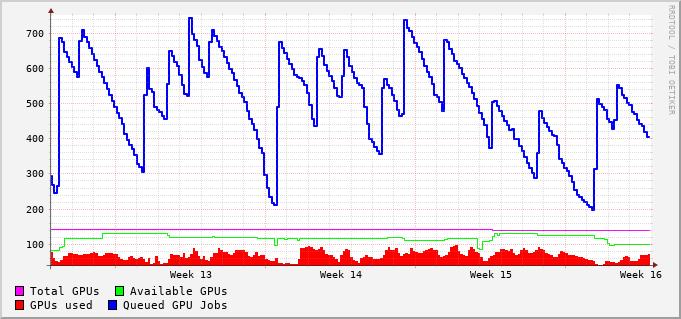 RRDTOOL / TOBI OETIKER
700
600
500
400
300
200
100
Week 13 Week 14 Week 15 Week 16
Total GPUs Available GPUs
GPUs used Queued GPU Jobs